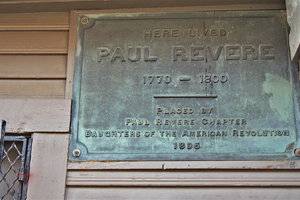 HERE LIVED
PAUL REVERE
1770 — 1800
PLACED BY
PAUL REVERE CHAPTER
DAUGHTERS OF THE AMERICAN REVOLUTION
1895